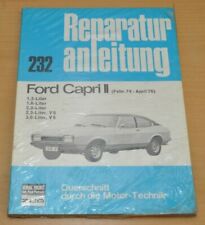 Reparatur
anleitung
232
Ford Capri II (Febr. 74 - April 76)
1,3-Liter
1,6-Liter
2,0-Liter
2,3-Liter, V6
3,0-Liter, V6
Querschnitt
durch die Motor-Technik